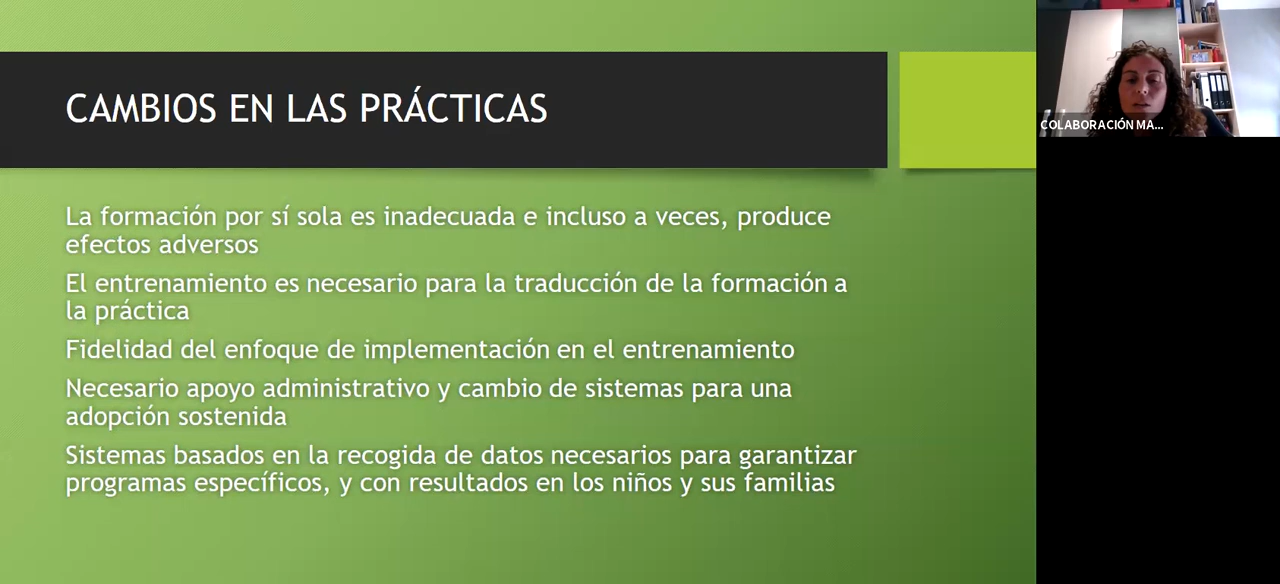 CAMBIOS EN LAS PRÁCTICAS
La formación por sí sola es inadecuada e incluso a veces, produce
efectos adversos
El entrenamiento es necesario para la traducción de la formación a
la práctica
Fidelidad del enfoque de implementación en el entrenamiento
Necesario apoyo administrativo y cambio de sistemas para una
adopción sostenida
Sistemas basados en la recogida de datos necesarios para garantizar
programas específicos, y con resultados en los niños y sus familias
COLABORACIÓN MA...